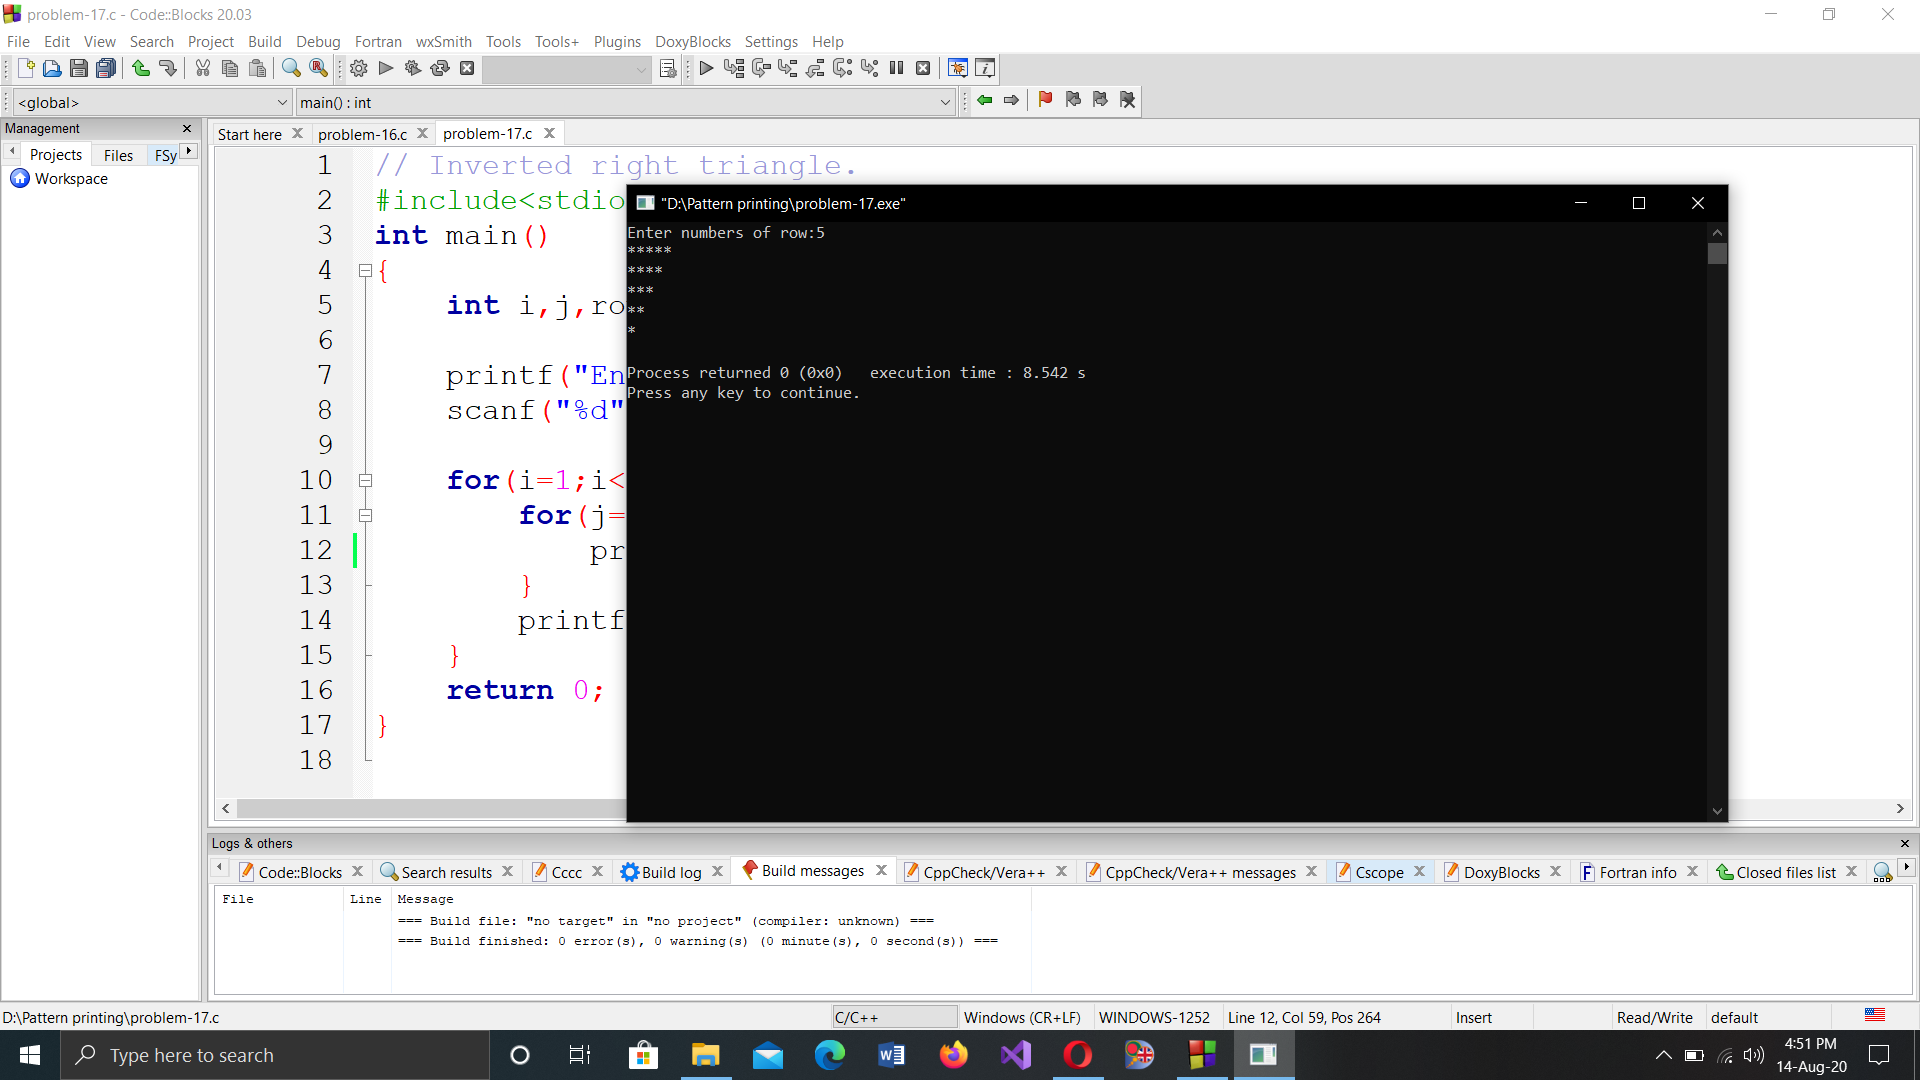 problem-17.c - Code::Blocks 20.03
File Edit View Search Project Build Debug Fortran wxSmith Tools Tools+ Plugins DoxyBlocks Settings Help
<global> main() : int
Management
Projects Files FSy
Workspace
Start here problem-16.c problem-17.c
1 // Inverted right triangle.
2 #include<stdio
3 int main()
4 {
5 int i,j,ro
6
7 printf("En
8 scanf("%d"
9
10 for(i=1;i<
11 for(j=
12 pr
13 }
14 printf
15 }
16 return 0;
17 }
18
"D:\Pattern printing\problem-17.exe"
Enter numbers of row:5
*****
****
***
**
*
Process returned 0 (0x0)   execution time : 8.542 s
Press any key to continue.
Logs & others
Code::Blocks Search results Cccc Build log Build messages CppCheck/Vera++ CppCheck/Vera++ messages Cscope DoxyBlocks Fortran info Closed files list
File Line Message
=== Build file: "no target" in "no project" (compiler: unknown) ===
=== Build finished: 0 error(s), 0 warning(s) (0 minute(s), 0 second(s)) ===
D:\Pattern printing\problem-17.c C/C++ Windows (CR+LF) WINDOWS-1252 Line 12, Col 59, Pos 264 Insert Read/Write default
Type here to search
4:51 PM
14-Aug-20